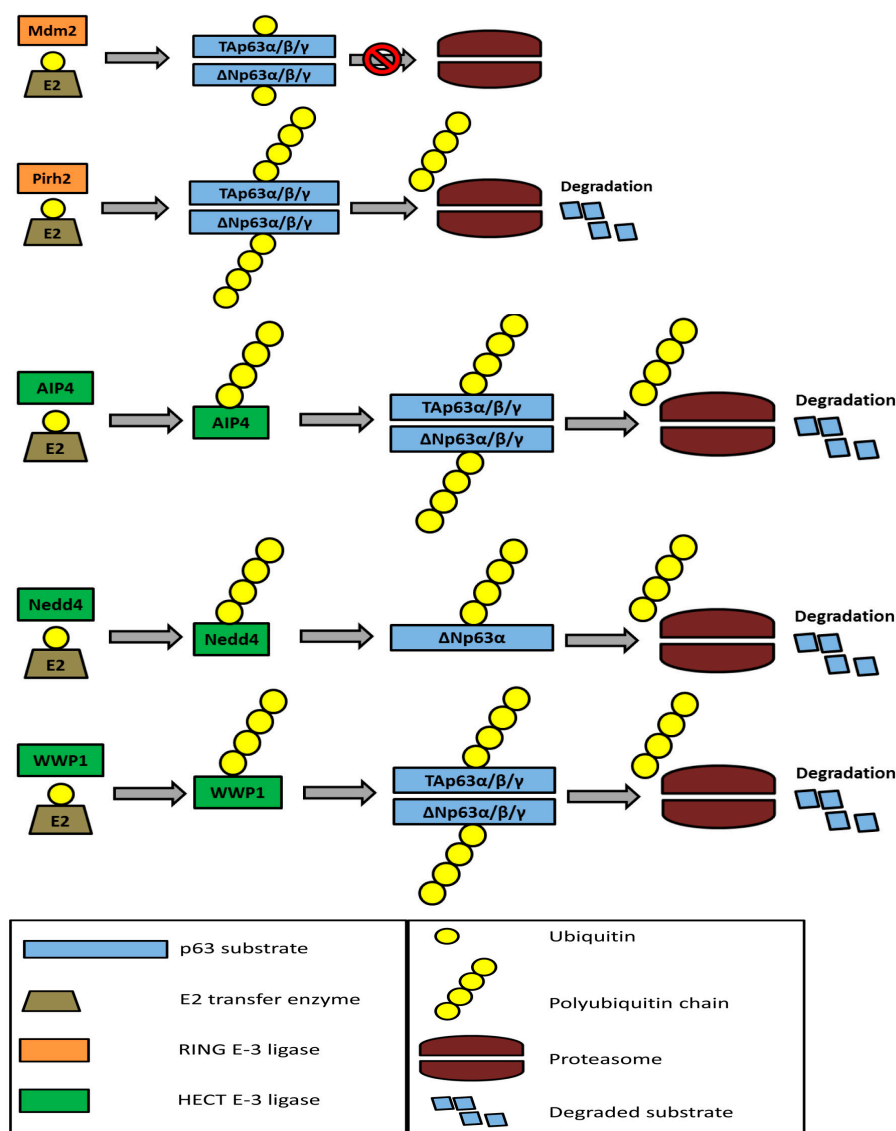 Mdm2
E2
TAp63α/β/γ
ΔNp63α/β/γ
Pirh2
E2
TAp63α/β/γ
ΔNp63α/β/γ
Degradation
AIP4
E2
AIP4
TAp63α/β/γ
ΔNp63α/β/γ
Degradation
Nedd4
E2
Nedd4
ΔNp63α
Degradation
WWP1
E2
WWP1
TAp63α/β/γ
ΔNp63α/β/γ
Degradation
p63 substrate
E2 transfer enzyme
RING E-3 ligase
HECT E-3 ligase
Ubiquitin
Polyubiquitin chain
Proteasome
Degraded substrate